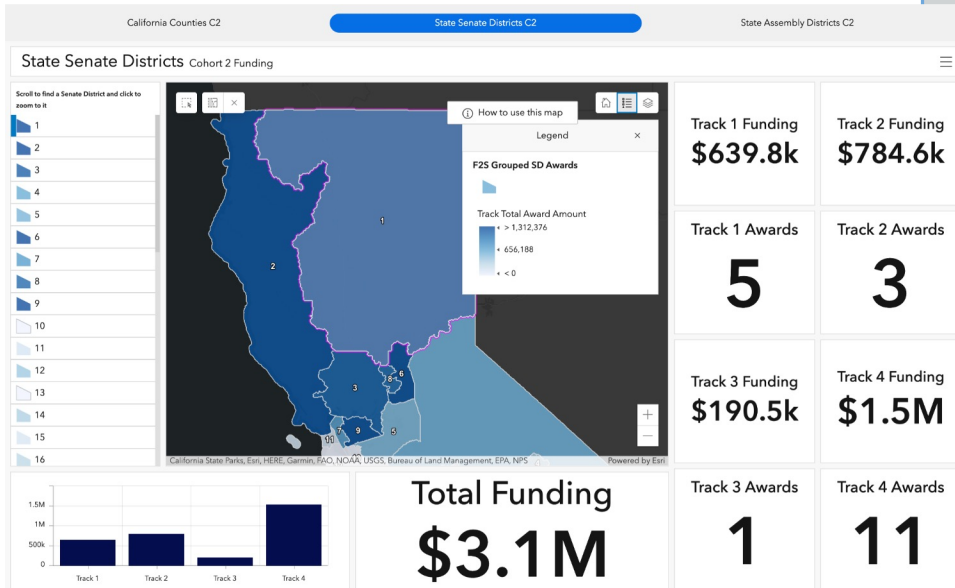 California Counties C2
State Senate Districts C2
State Assembly Districts C2
State Senate Districts Cohort 2 Funding
Scroll to find a Senate District and click to
zoom to it
1
2
3
4
5
6
7
8
9
10
11
12
13
14
15
16
How to use this map
Legend
F2S Grouped SD Awards
Track Total Award Amount
> 1,312,376
656,188
< 0
1
2
3
8
6
7
9
5
11
California State Parks, Esri, HERE, Garmin, FAO, NOAA, USGS, Bureau of Land Management, EPA, NPS
Powered by Esri
Track 1 Funding
$639.8k
Track 2 Funding
$784.6k
Track 1 Awards
5
Track 2 Awards
3
Track 3 Funding
$190.5k
Track 4 Funding
$1.5M
1.5M
1M
500k
0
Track 1
Track 2
Track 3
Track 4
Total Funding
$3.1M
Track 3 Awards
1
Track 4 Awards
11